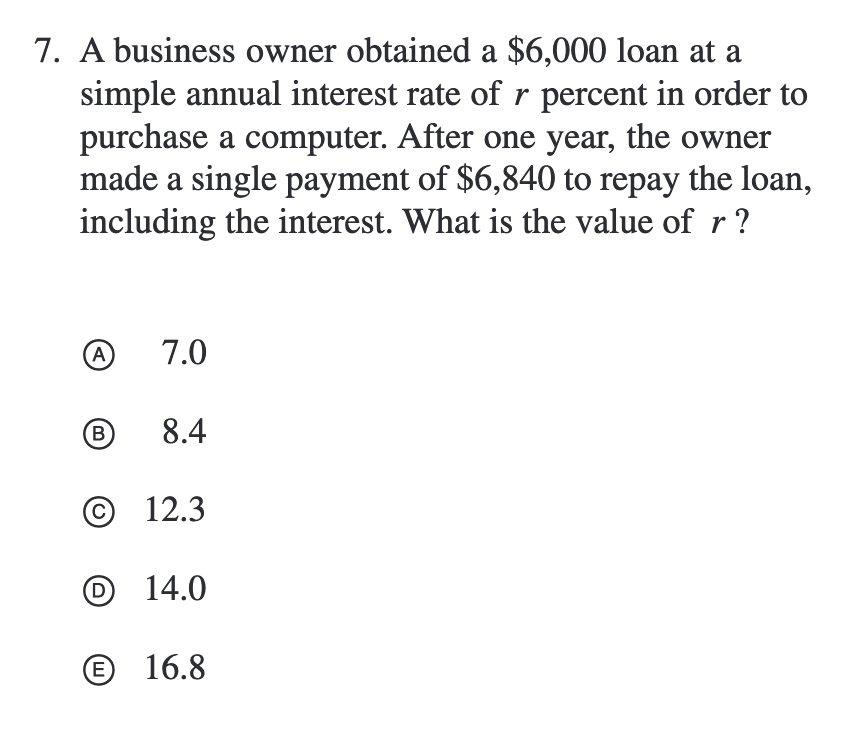 7. A business owner obtained a $6,000 loan at a
simple annual interest rate of r percent in order to
purchase a computer. After one year, the owner
made a single payment of $6,840 to repay the loan,
including the interest. What is the value of r ?
Ⓐ 7.0
Ⓑ 8.4
Ⓒ 12.3
Ⓓ 14.0
Ⓔ 16.8